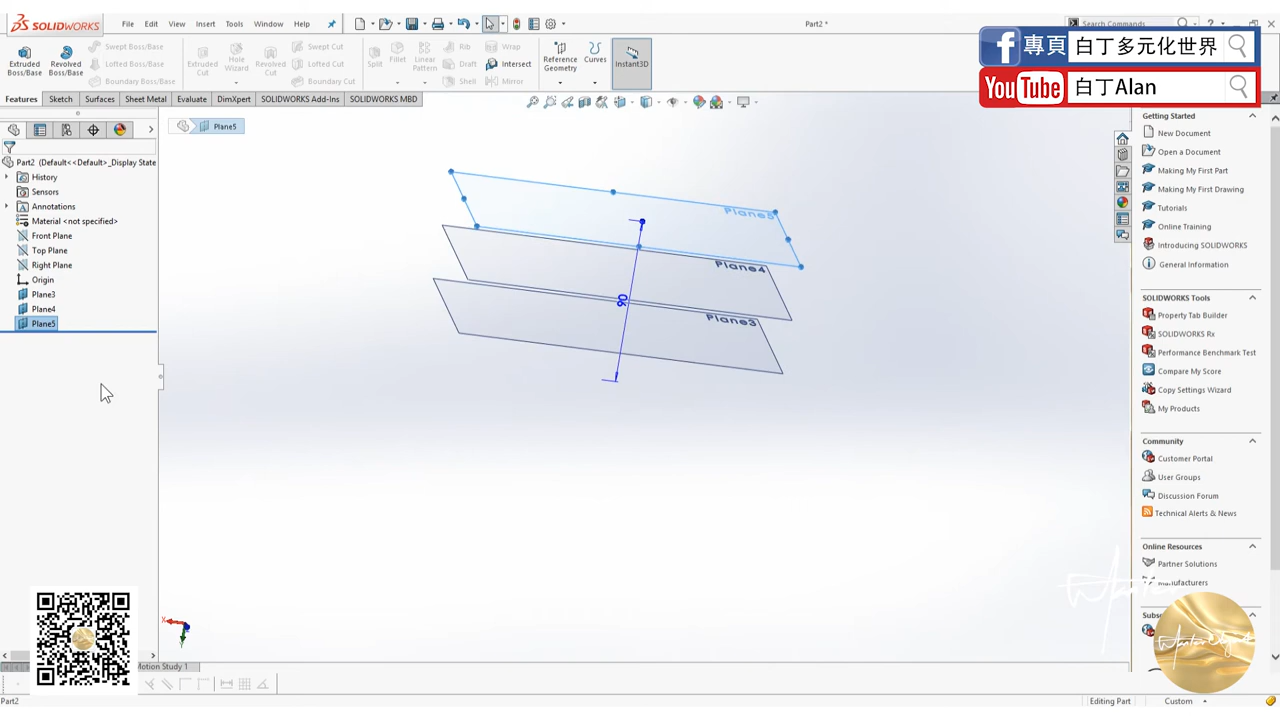 SOLIDWORKS
File
Edit
View
Insert
Tools
Window
Help
Part2 *
Search Commands
專頁 白丁多元化世界
YouTube 白丁Alan
Extruded Boss/Base
Revolved Boss/Base
Swept Boss/Base
Lofted Boss/Base
Boundary Boss/Base
Extruded Cut
Hole Wizard
Revolved Cut
Swept Cut
Lofted Cut
Boundary Cut
Split
Fillet
Linear Pattern
Rib
Draft
Shell
Wrap
Intersect
Mirror
Reference Geometry
Curves
Instant3D
Features
Sketch
Surfaces
Sheet Metal
Evaluate
DimXpert
SOLIDWORKS Add-Ins
SOLIDWORKS MBD
Plane5
Part2 (Default<<Default>_Display State
History
Sensors
Annotations
Material <not specified>
Front Plane
Top Plane
Right Plane
Origin
Plane3
Plane4
Plane5
Plane5
Plane4
Plane3
90
Getting Started
New Document
Open a Document
Making My First Part
Making My First Drawing
Tutorials
Online Training
Introducing SOLIDWORKS
General Information
SOLIDWORKS Tools
Property Tab Builder
SOLIDWORKS Rx
Performance Benchmark Test
Compare My Score
Copy Settings Wizard
My Products
Community
Customer Portal
User Groups
Discussion Forum
Technical Alerts & News
Online Resources
Partner Solutions
Manufacturers
Subs
X
Y
Motion Study 1
Part2
Editing Part
Custom